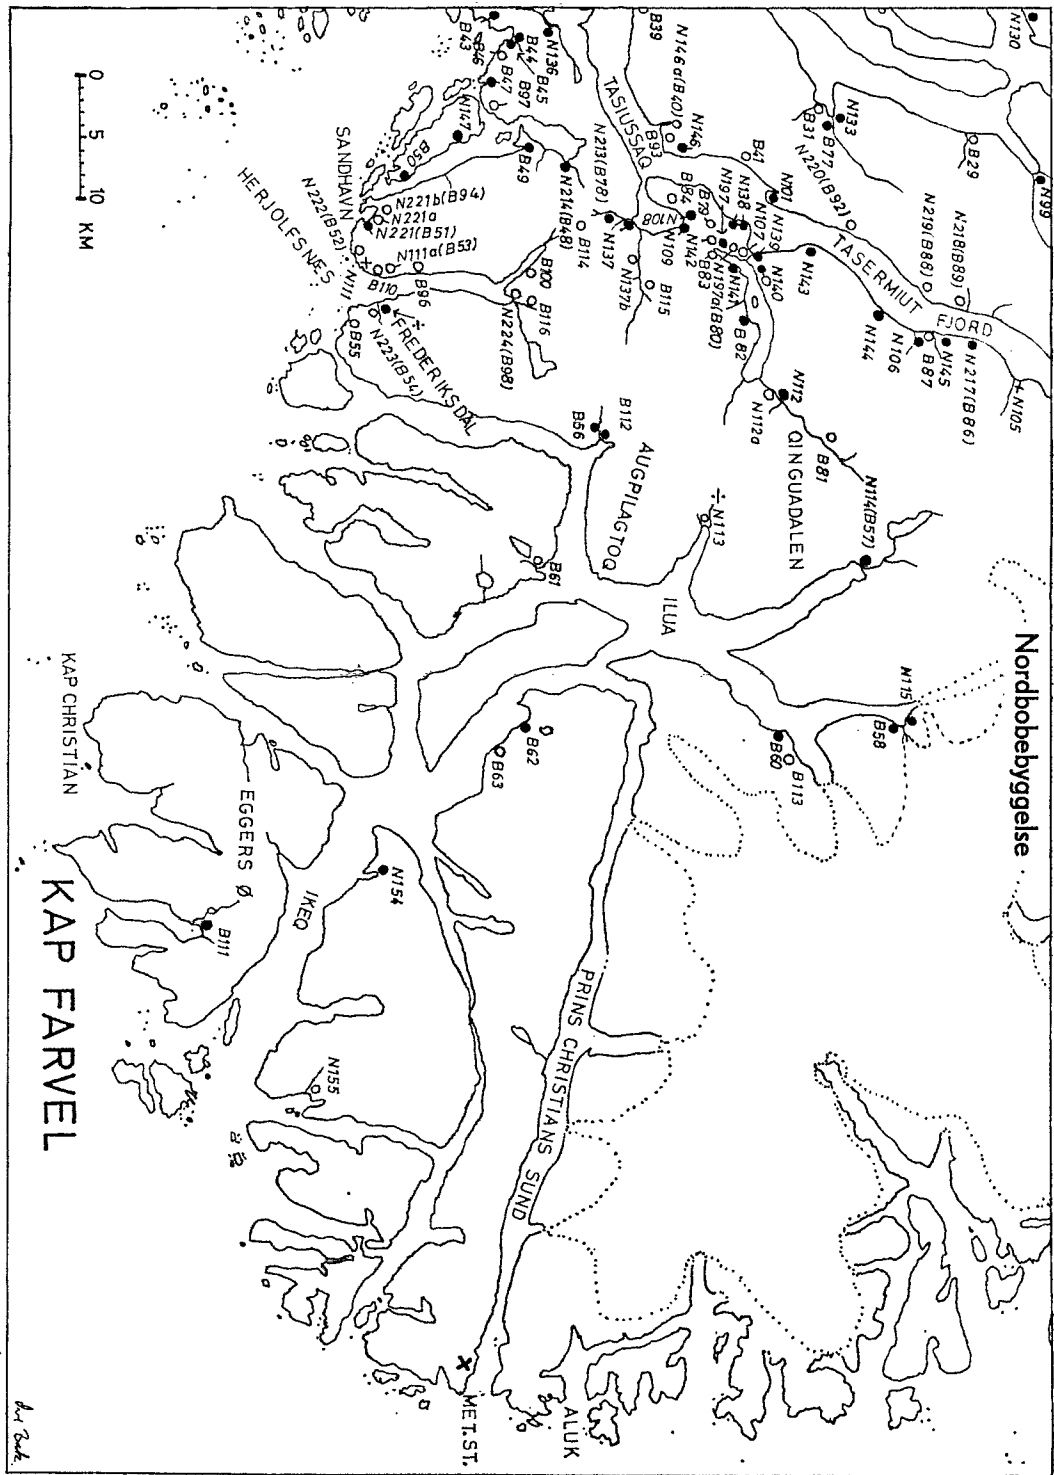 Nordbobebyggelse
N130
B39
N146a(B40)
N136
B45
B44
B97
B46
B43
B47
N147
B50
B49
N214(B48)
TASIUSSAQ
N213(B78)
B93
N146
B41
N133
B31
B75
N220(B92)
B29
N99
N101
N139
N107
N138
N197
B79
B84
N108
N109
N142
B83
N197a(B80)
N141
N140
B82
N143
TASERMIUT
FJORD
N219(B88)
N218(B89)
N144
N106
B87
N145
N217(B86)
N105
B114
N137
N137b
B115
B100
B116
N224(B98)
SANDHAVN
N221b(B94)
N221a
N221(B51)
N222(B52)
N111a(B53)
HERJOLFSNÆS
N111
B110
B96
FREDERIKSDAL
N223(B54)
B55
N112
N112a
QINGUADALEN
B81
N114(B57)
B112
B56
AUGPILAGTOQ
N113
ILUA
B61
N115
B58
B60
B113
B62
B63
N154
IKEQ
EGGERS Ø
B111
N155
PRINS CHRISTIANS SUND
KAP CHRISTIAN
KAP FARVEL
MET.ST.
ALUK
0
5
10
KM